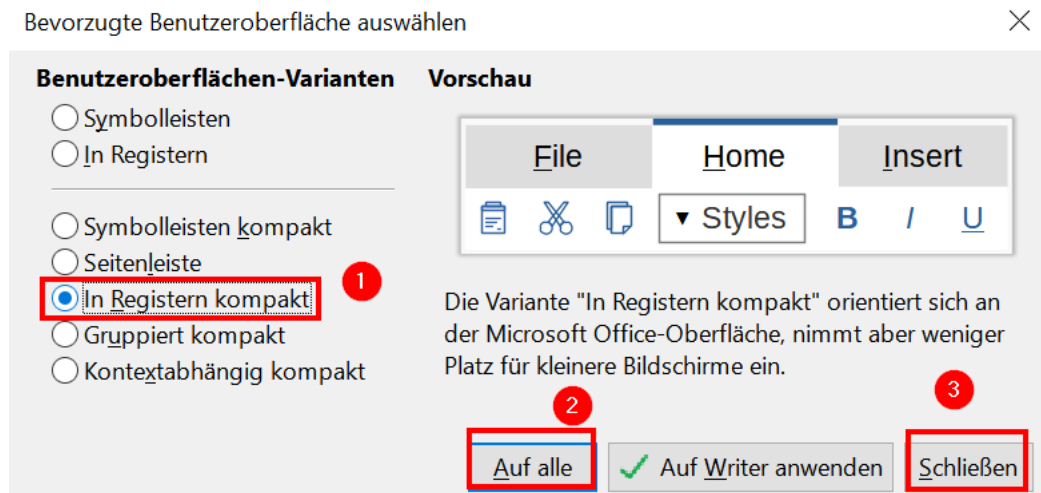 Bevorzugte Benutzeroberfläche auswählen
Benutzeroberflächen-Varianten
Symbolleisten
In Registern
Symbolleisten kompakt
Seitenleiste
In Registern kompakt
1
Gruppiert kompakt
Kontextabhängig kompakt
Vorschau
File Home Insert
▼ Styles B I U
Die Variante "In Registern kompakt" orientiert sich an
der Microsoft Office-Oberfläche, nimmt aber weniger
Platz für kleinere Bildschirme ein.
2 3
Auf alle Auf Writer anwenden Schließen